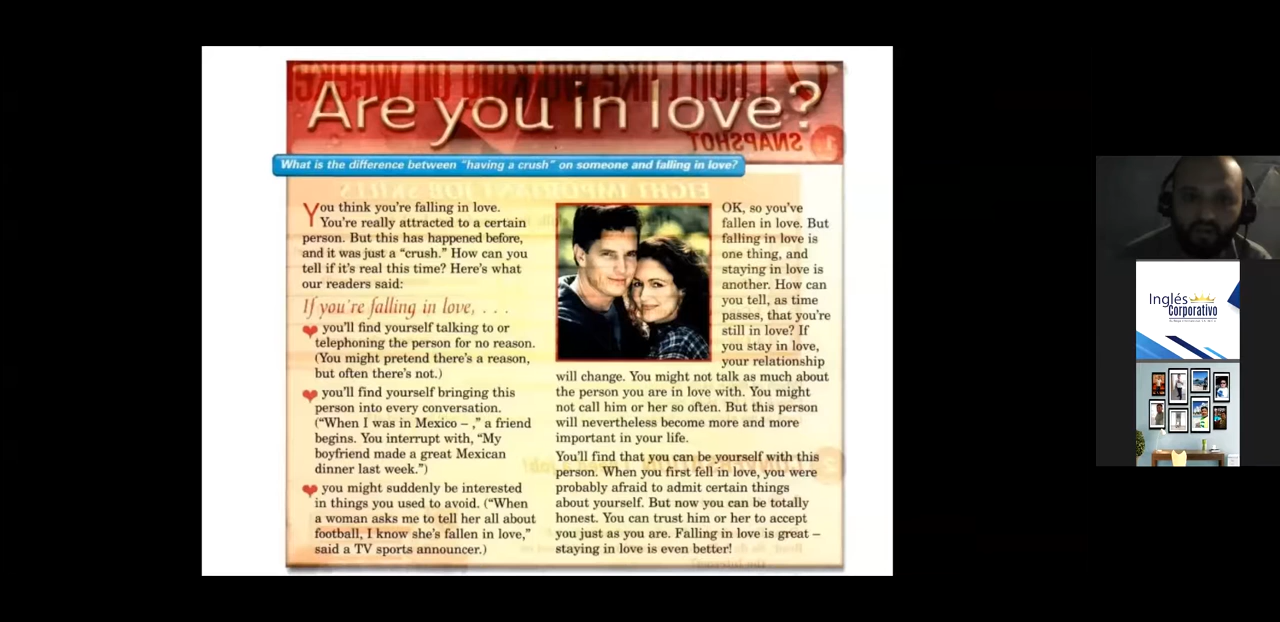 Are you in love?
SNAPSHOT
What is the difference between "having a crush" on someone and falling in love?
EIGHT IMPORTANT JOB SKILLS
You think you're falling in love.
You're really attracted to a certain
person. But this has happened before,
and it was just a "crush." How can you
tell if it's real this time? Here's what
our readers said:
If you're falling in love, . . .
you'll find yourself talking to or
telephoning the person for no reason.
(You might pretend there's a reason,
but often there's not.)
you'll find yourself bringing this
person into every conversation.
("When I was in Mexico – ," a friend
begins. You interrupt with, "My
boyfriend made a great Mexican
dinner last week.")
you might suddenly be interested
in things you used to avoid. ("When
a woman asks me to tell her all about
football, I know she's fallen in love,"
said a TV sports announcer.)
OK, so you've
fallen in love. But
falling in love is
one thing, and
staying in love is
another. How can
you tell, as time
passes, that you're
still in love? If
you stay in love,
your relationship
will change. You might not talk as much about
the person you are in love with. You might
not call him or her so often. But this person
will nevertheless become more and more
important in your life.
You'll find that you can be yourself with this
person. When you first fell in love, you were
probably afraid to admit certain things
about yourself. But now you can be totally
honest. You can trust him or her to accept
you just as you are. Falling in love is great –
staying in love is even better!
Inglés
Corporativo